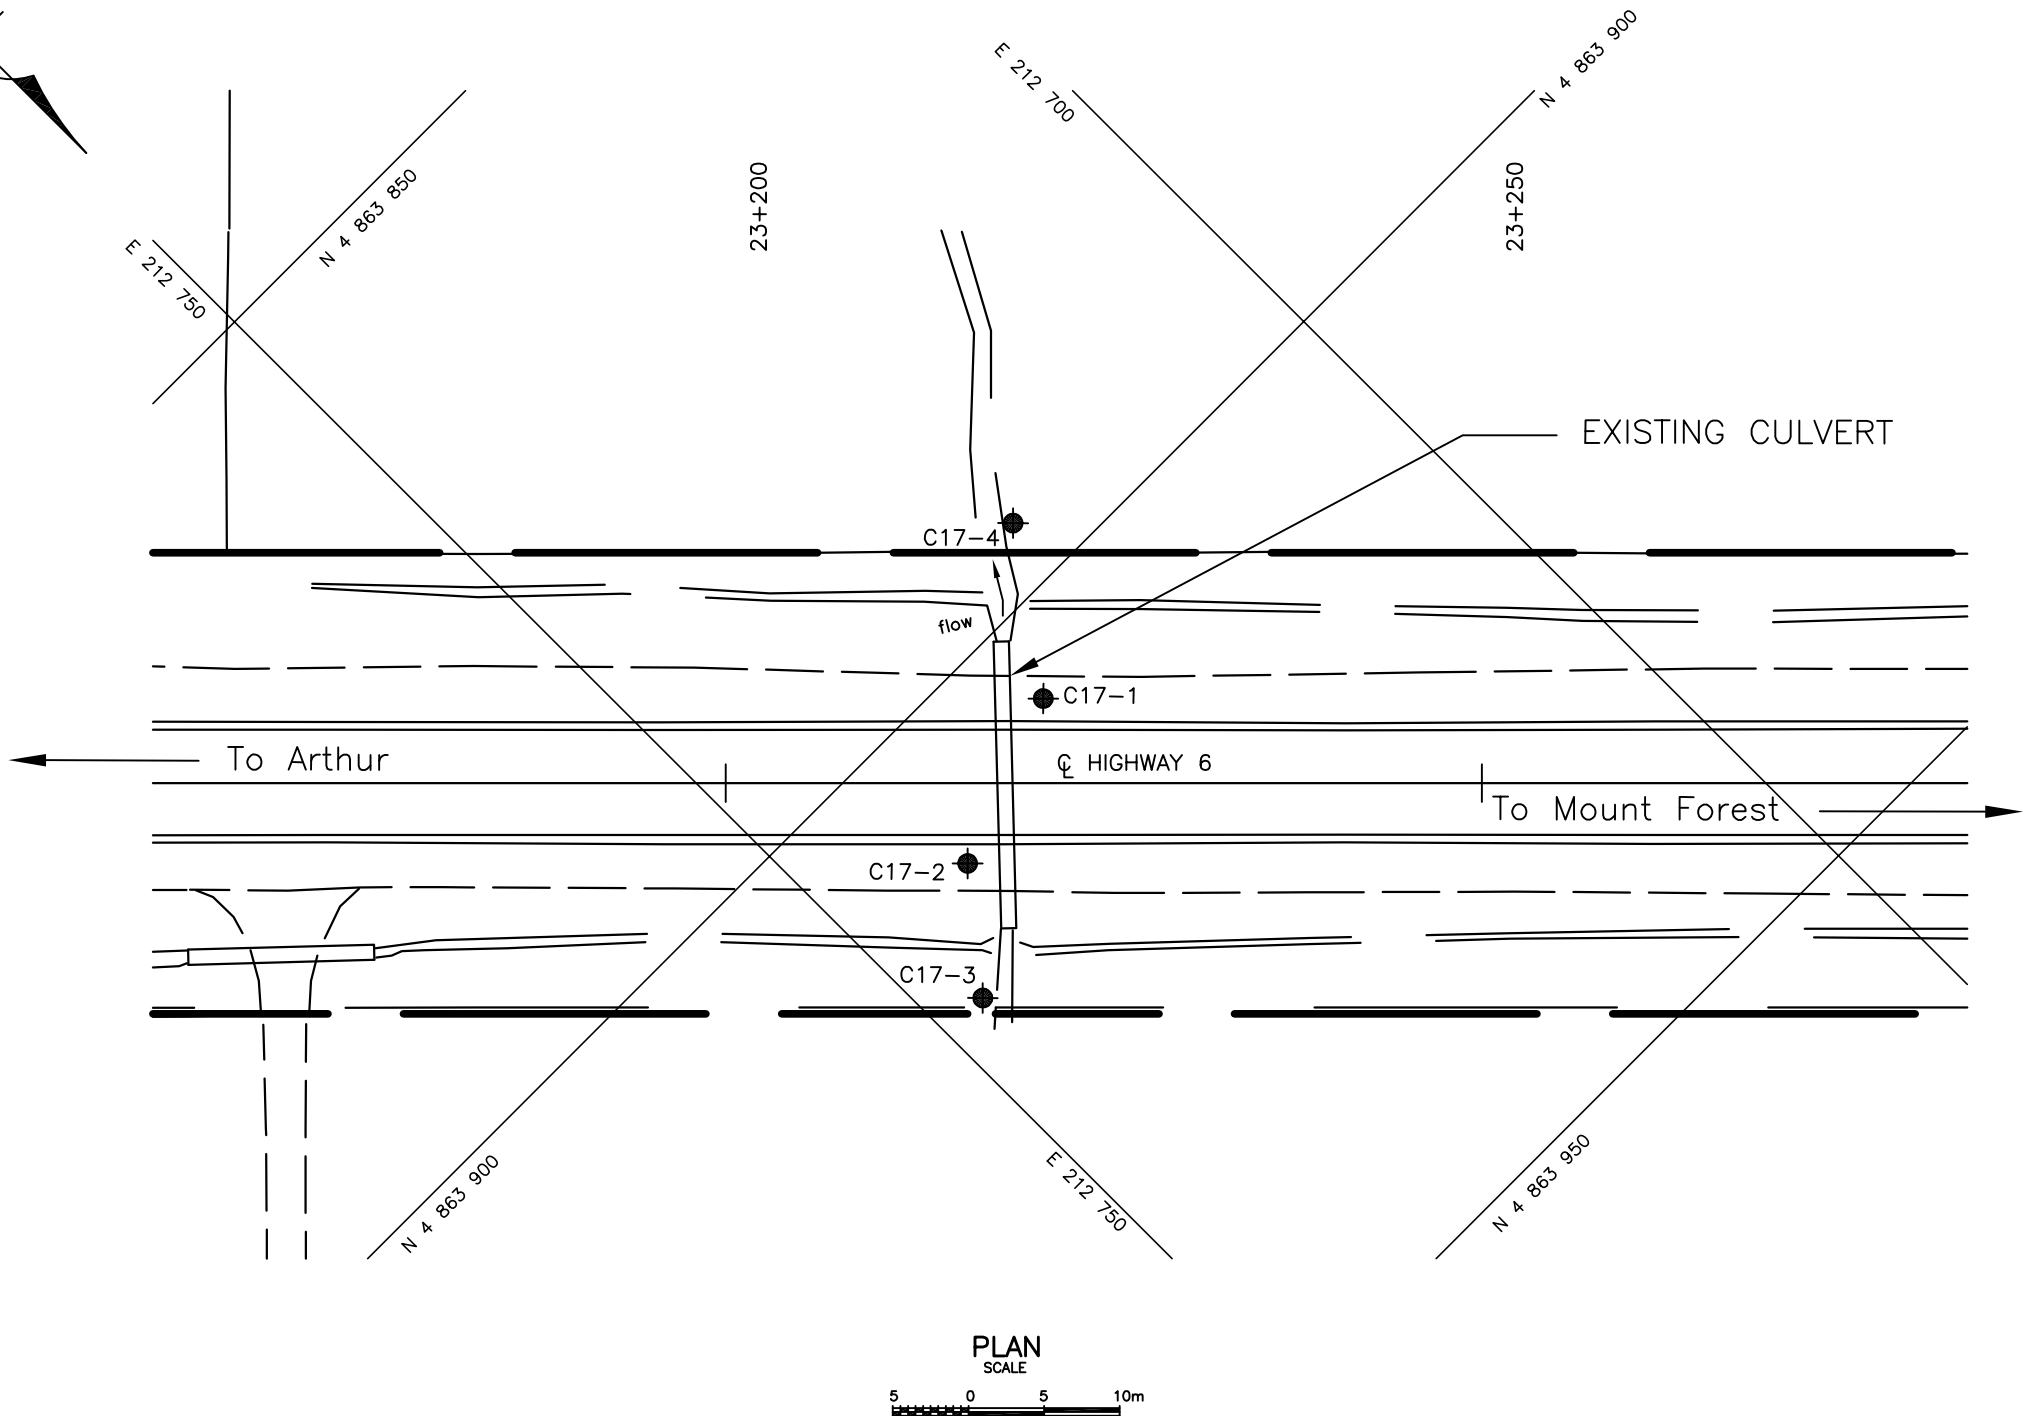 E 212 700
N 4 863 900
23+200
23+250
N 4 863 850
E 212 750
EXISTING CULVERT
C17-4
flow
C17-1
To Arthur
℄ HIGHWAY 6
To Mount Forest
C17-2
C17-3
N 4 863 900
E 212 750
N 4 863 950
PLAN
SCALE
5 0 5 10m